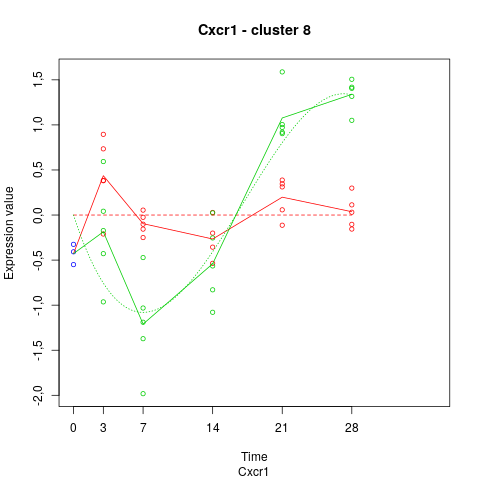 Cxcr1 - cluster 8
Expression value
1,5
1,0
0,5
0,0
-0,5
-1,0
-1,5
-2,0
0 3 7 14 21 28
Time
Cxcr1